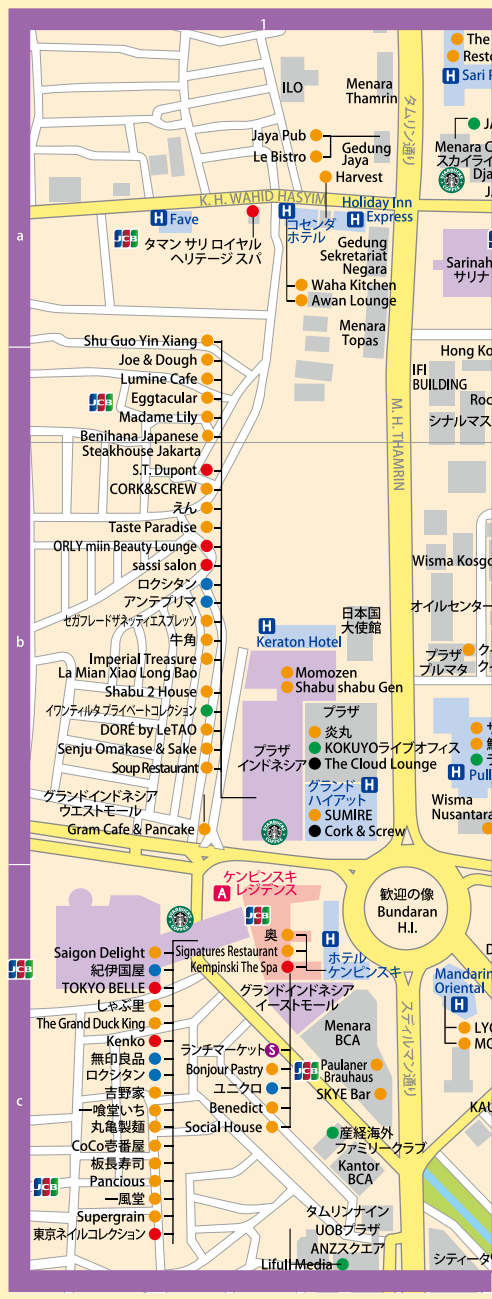 1
The
Resto
H Sari P
ILO
Menara
Thamrin
タムリン通り
JA
Menara C
スカイライ
Dja
JA
STARBUCKS COFFEE
Jaya Pub
Le Bistro
Gedung
Jaya
Harvest
K. H. WAHID HASYIM
Holiday Inn
H Express
H Fave
H
コセンダ
ホテル
a
JCB
タマン サリ ロイヤル
ヘリテージ スパ
Gedung
Sekretariat
Negara
Sarinah
サリナ
Waha Kitchen
Awan Lounge
Menara
Topas
Shu Guo Yin Xiang
Joe & Dough
Lumine Cafe
Eggtacular
JCB
Madame Lily
Benihana Japanese
Steakhouse Jakarta
S.T. Dupont
CORK&SCREW
えん
Taste Paradise
ORLY miin Beauty Lounge
sassi salon
ロクシタン
アンテプリマ
セガフレードザネッティエスプレッソ
牛角
Imperial Treasure
La Mian Xiao Long Bao
Shabu 2 House
イワンティルタ プライベートコレクション
DORÉ by LeTAO
Senju Omakase & Sake
Soup Restaurant
グランドインドネシア
ウエストモール
Gram Cafe & Pancake
Hong Ko
IFI
BUILDING
Roc
シナルマス
M. H. THAMRIN
Wisma Kosgo
オイルセンター
b
日本国
大使館
H
Keraton Hotel
プラザ
プルマタ
ク
クイ
Momozen
Shabu shabu Gen
プラザ
炎丸
KOKUYOライブオフィス
The Cloud Lounge
プラザ
インドネシア
グランド
ハイアット H
SUMIRE
Cork & Screw
STARBUCKS COFFEE
H Pull
Wisma
Nusantara
ケンピンスキ
A レジデンス
JCB
歓迎の像
Bundaran
H.I.
STARBUCKS COFFEE
奥
Signatures Restaurant
Kempinski The Spa
H
ホテル
ケンピンスキ
グランドインドネシア
イーストモール
JCB
Saigon Delight
紀伊国屋
TOKYO BELLE
しゃぶ里
The Grand Duck King
Kenko
無印良品
ロクシタン
吉野家
一喰堂いち
丸亀製麺
CoCo壱番屋
板長寿司
Pancious
一風堂
Supergrain
東京ネイルコレクション
JCB
c
Menara
BCA
スディルマン通り
Mandarin
Oriental
H
LYO
MO
ランチマーケット S
Bonjour Pastry
ユニクロ
Benedict
Social House
JCB
Paulaner
Brauhaus
SKYE Bar
産経海外
ファミリークラブ
Kantor
BCA
KAU
タムリンナイン
UOBプラザ
ANZスクエア
Lifull Media
シティータワ